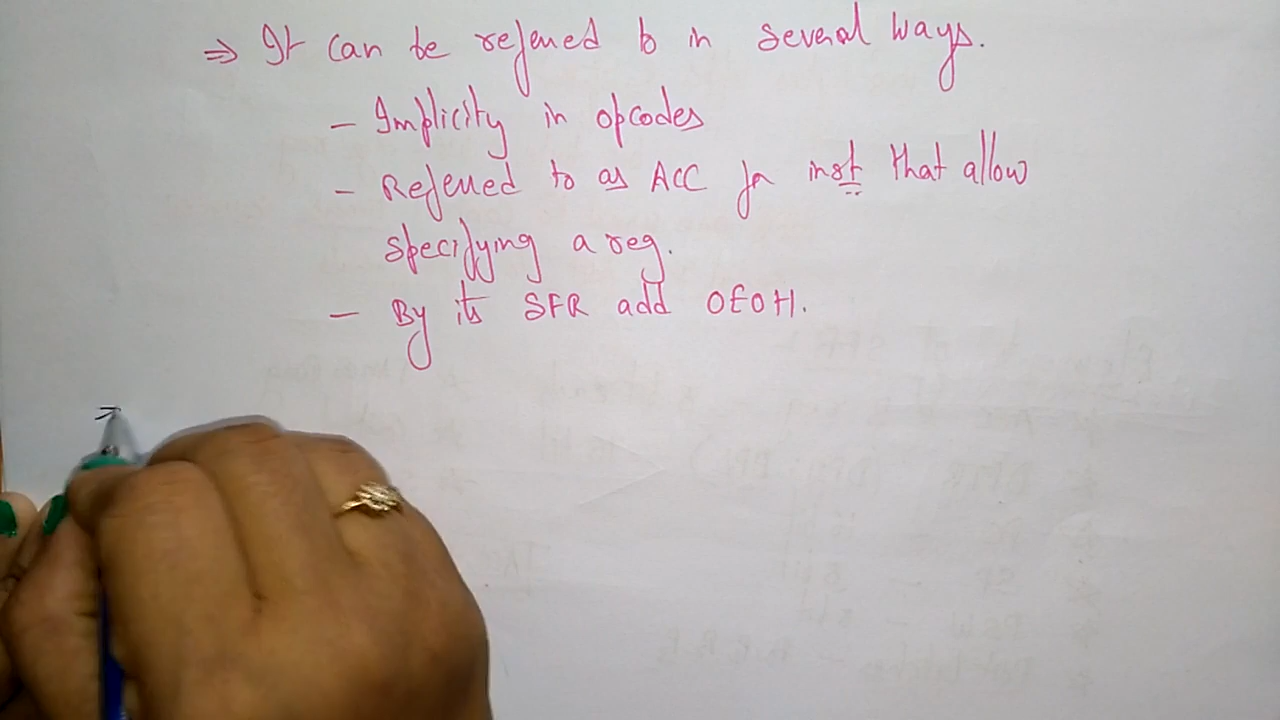 ⇒ It can be referred to in several ways.
- Implicity in opcodes
- Referred to as ACC for inst that allow
specifying a reg.
- By its SFR add 0E0H.